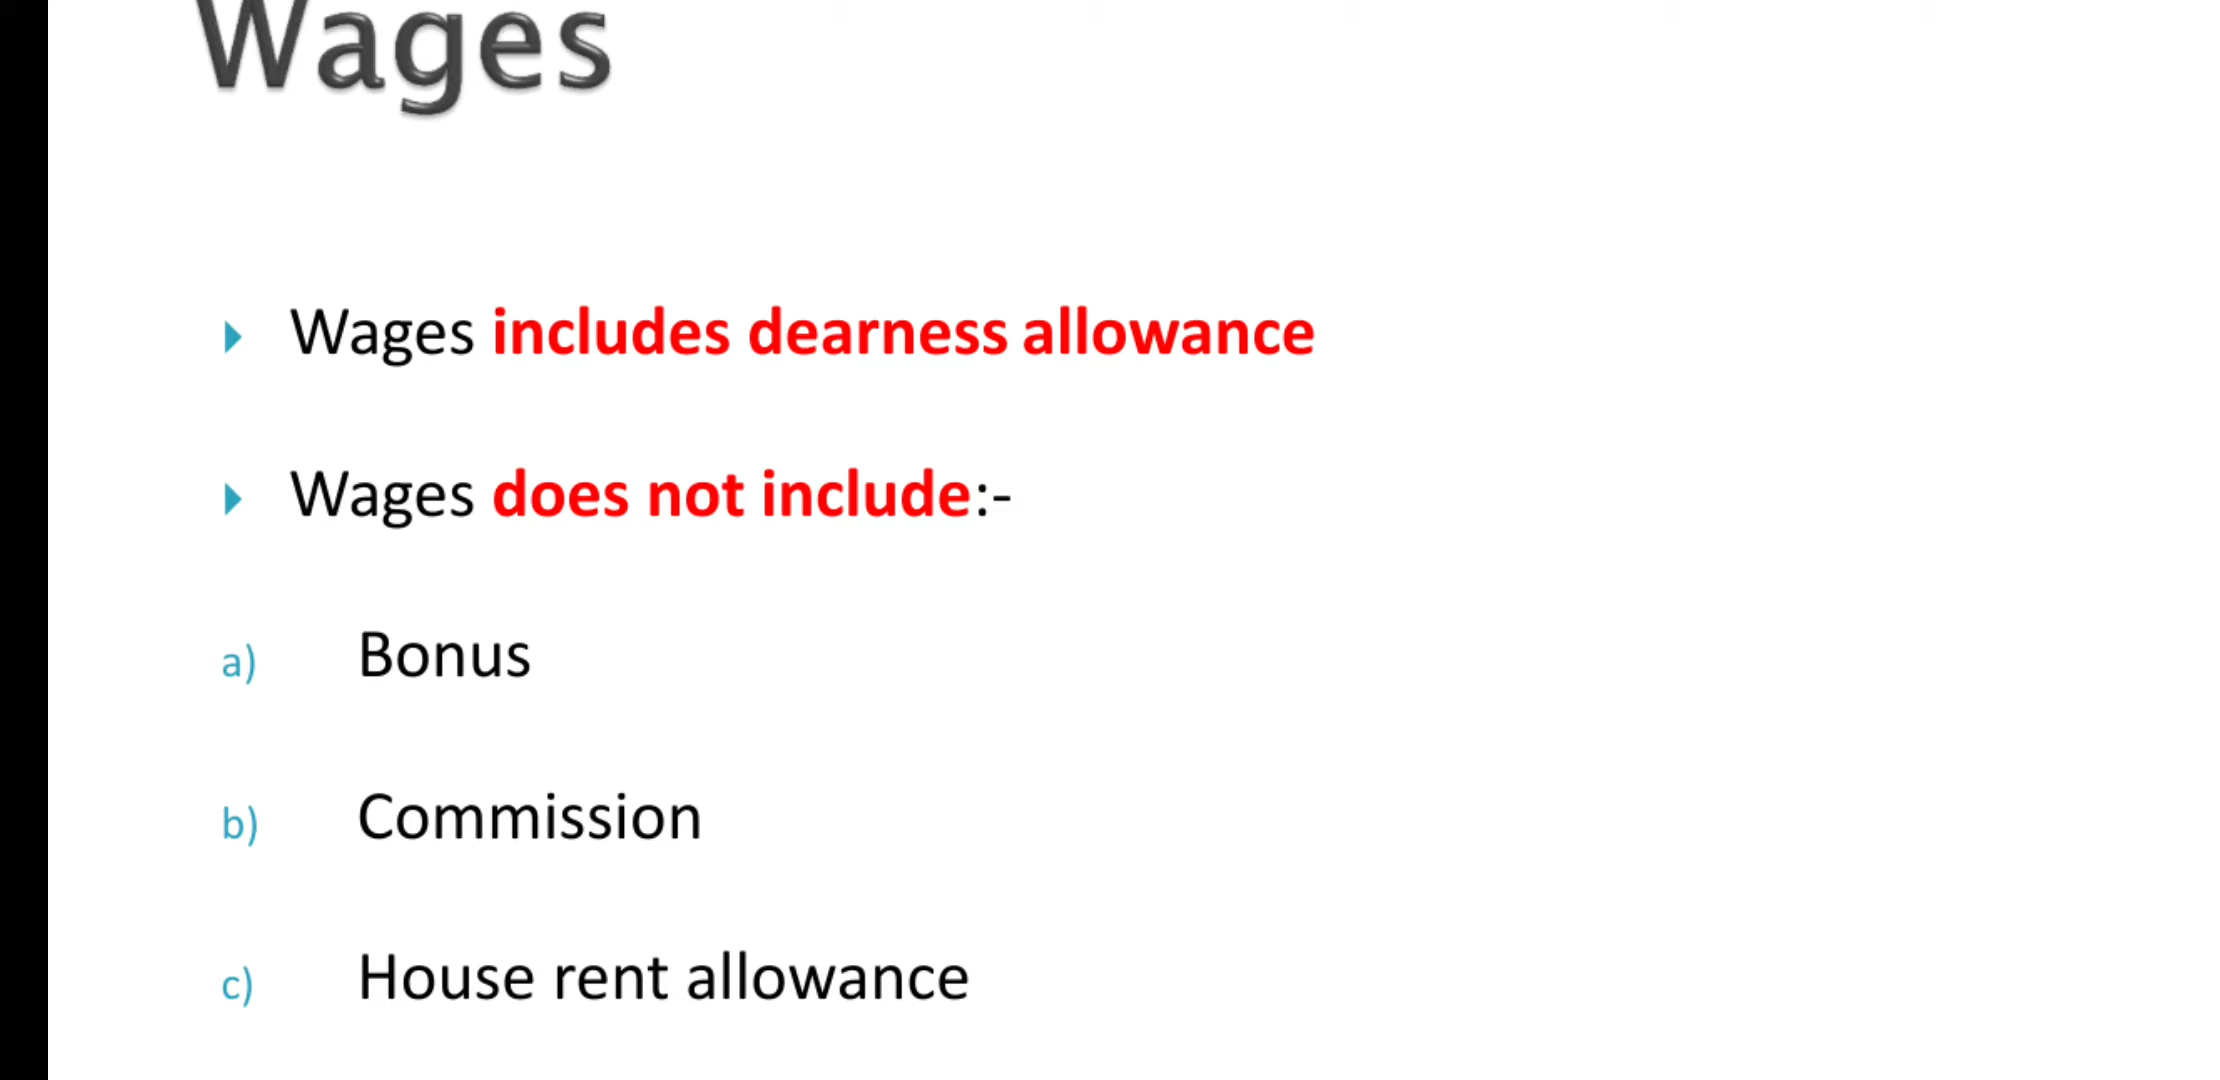 Wages
Wages includes dearness allowance
Wages does not include:-
a) Bonus
b) Commission
c) House rent allowance